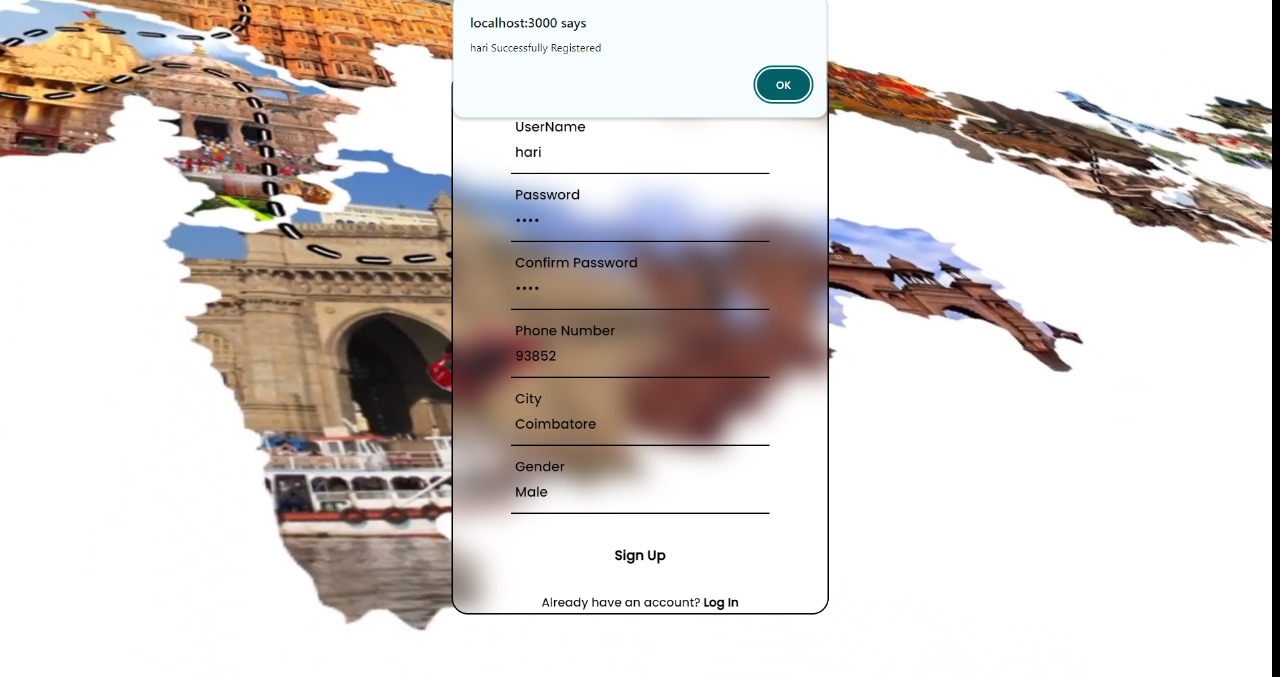 localhost:3000 says
hari Successfully Registered
OK
UserName
hari
Password
••••
Confirm Password
••••
Phone Number
93852
City
Coimbatore
Gender
Male
Sign Up
Already have an account? Log In